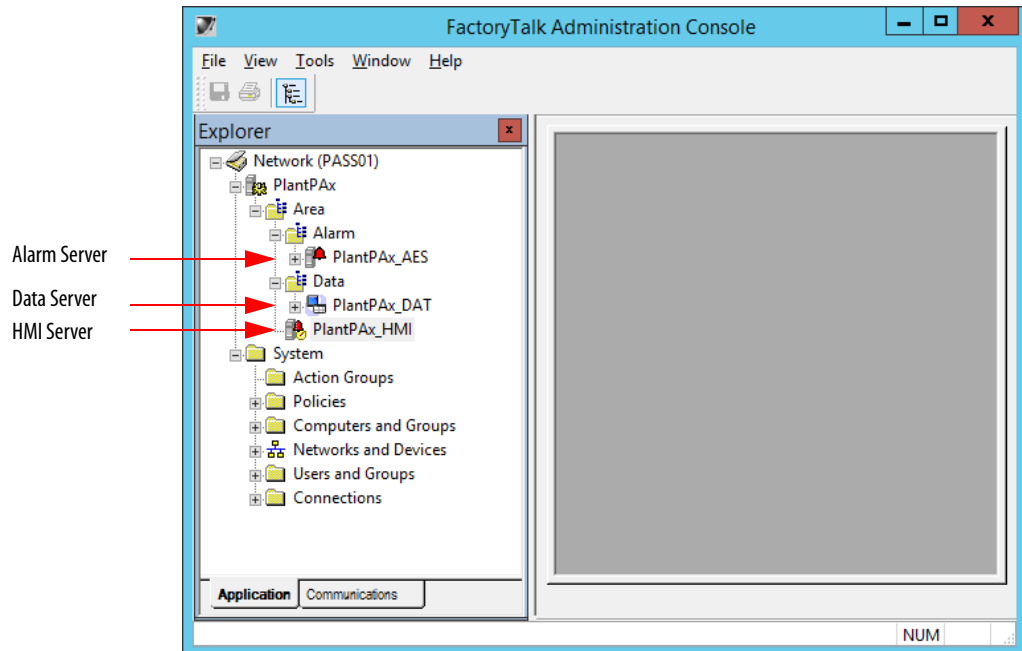 FactoryTalk Administration Console
File View Tools Window Help
Explorer
Network (PASS01)
PlantPAx
Area
Alarm
Alarm Server
PlantPAx_AES
Data
Data Server
PlantPAx_DAT
HMI Server
PlantPAx_HMI
System
Action Groups
Policies
Computers and Groups
Networks and Devices
Users and Groups
Connections
Application Communications
NUM